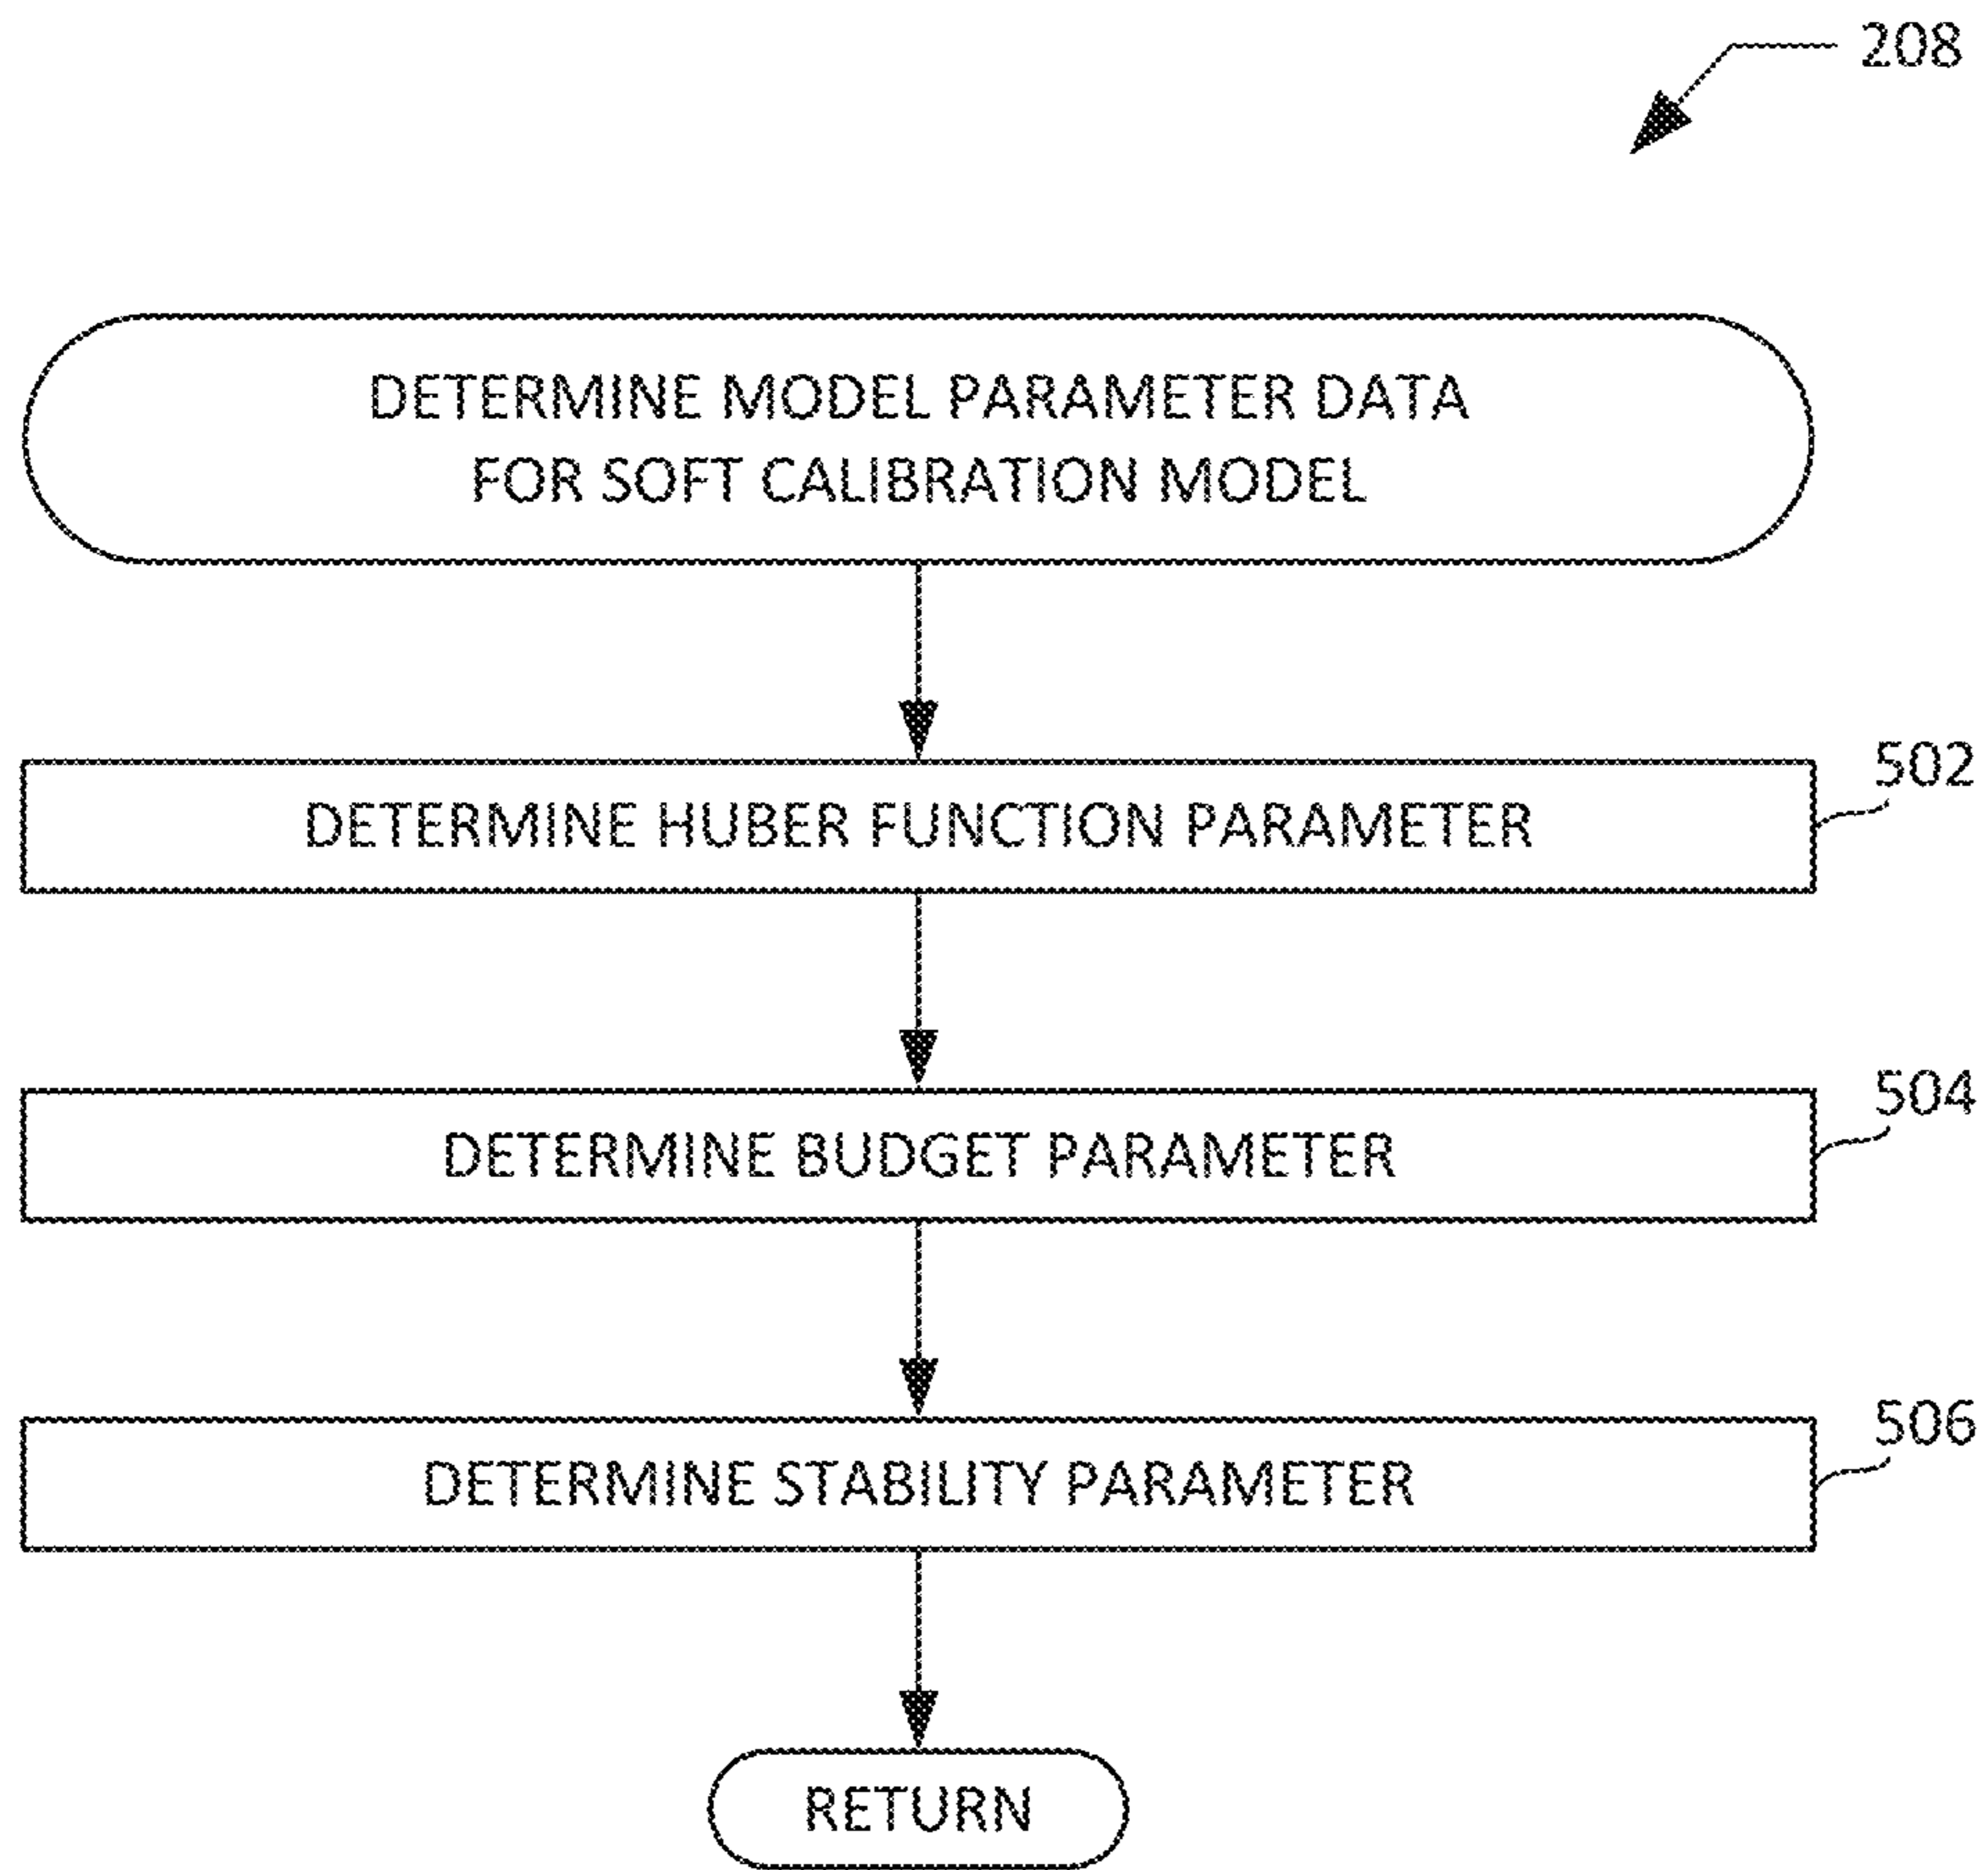 208
DETERMINE MODEL PARAMETER DATA
FOR SOFT CALIBRATION MODEL
502
DETERMINE HUBER FUNCTION PARAMETER
504
DETERMINE BUDGET PARAMETER
506
DETERMINE STABILITY PARAMETER
RETURN